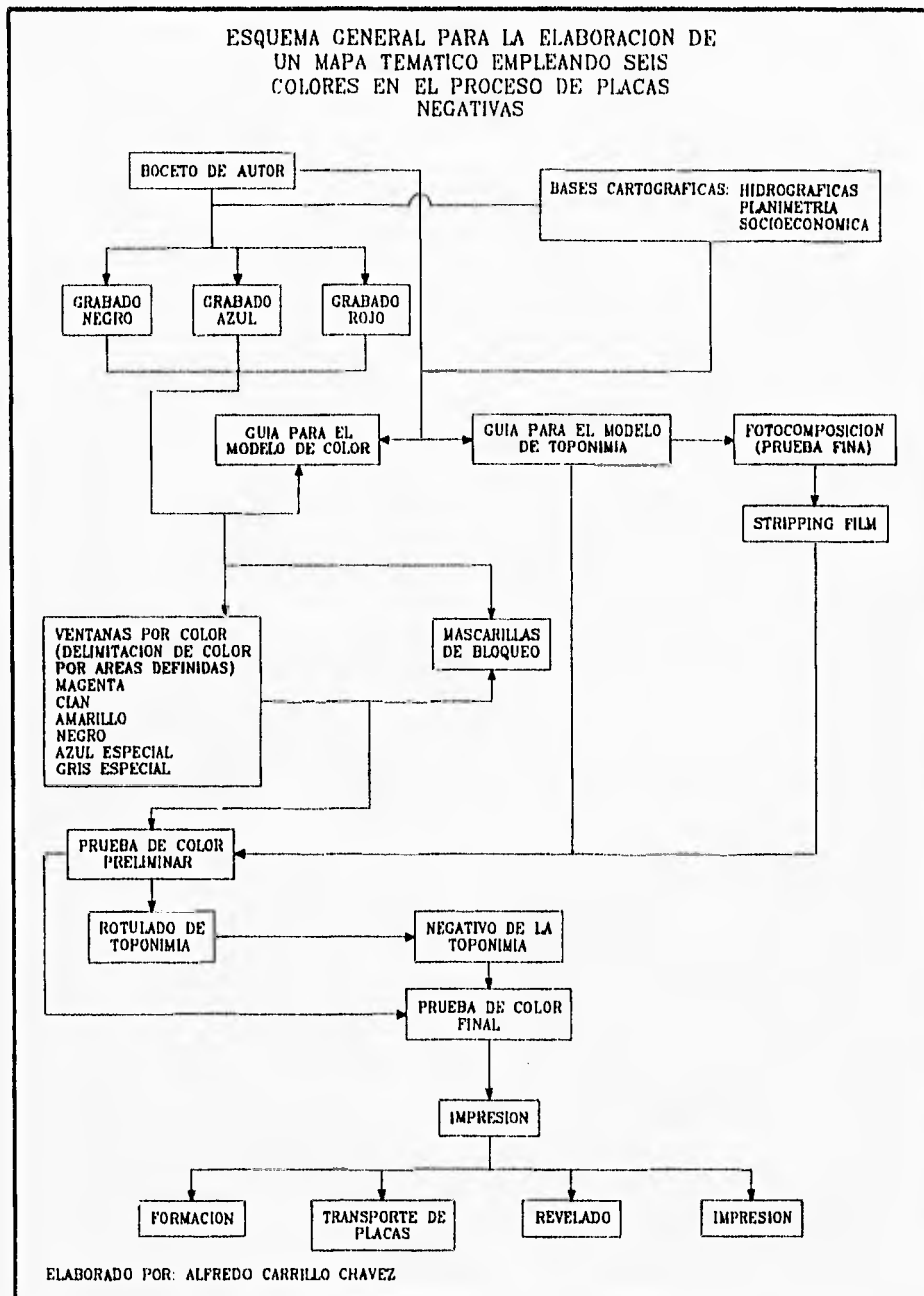 ESQUEMA GENERAL PARA LA ELABORACION DE
UN MAPA TEMATICO EMPLEANDO SEIS
COLORES EN EL PROCESO DE PLACAS
NEGATIVAS
BOCETO DE AUTOR
BASES CARTOGRAFICAS: HIDROGRAFICAS
PLANIMETRIA
SOCIOECONOMICA
GRABADO
NEGRO
GRABADO
AZUL
GRABADO
ROJO
GUIA PARA EL
MODELO DE COLOR
GUIA PARA EL MODELO
DE TOPONIMIA
FOTOCOMPOSICION
(PRUEBA FINA)
STRIPPING FILM
VENTANAS POR COLOR
(DELIMITACION DE COLOR
POR AREAS DEFINIDAS)
MAGENTA
CIAN
AMARILLO
NEGRO
AZUL ESPECIAL
GRIS ESPECIAL
MASCARILLAS
DE BLOQUEO
PRUEBA DE COLOR
PRELIMINAR
ROTULADO DE
TOPONIMIA
NEGATIVO DE LA
TOPONIMIA
PRUEBA DE COLOR
FINAL
IMPRESION
FORMACION
TRANSPORTE DE
PLACAS
REVELADO
IMPRESION
ELABORADO POR: ALFREDO CARRILLO CHAVEZ